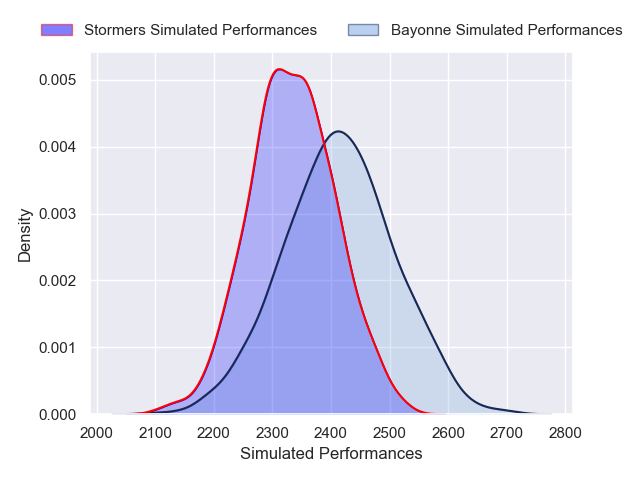 Stormers Simulated Performances Bayonne Simulated Performances
0.005
0.004
0.003
0.002
0.001
0.000
Density
2000 2100 2200 2300 2400 2500 2600 2700 2800
Simulated Performances